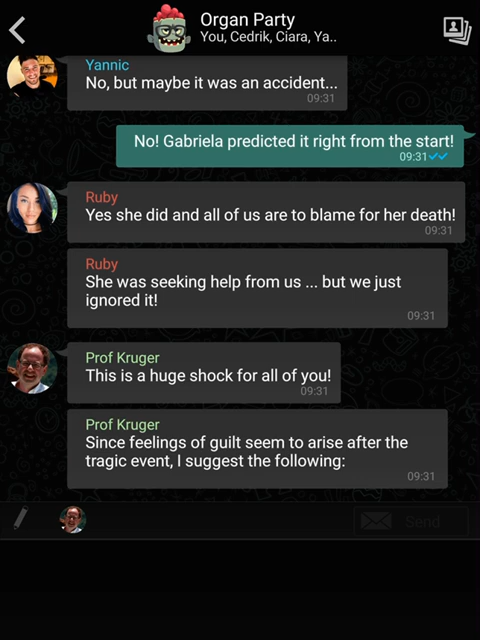 Organ Party
You, Cedrik, Ciara, Ya..
Yannic
No, but maybe it was an accident...
09:31
No! Gabriela predicted it right from the start!
09:31
Ruby
Yes she did and all of us are to blame for her death!
09:31
Ruby
She was seeking help from us ... but we just
ignored it!
09:31
Prof Kruger
This is a huge shock for all of you!
09:31
Prof Kruger
Since feelings of guilt seem to arise after the
tragic event, I suggest the following:
09:31
Send